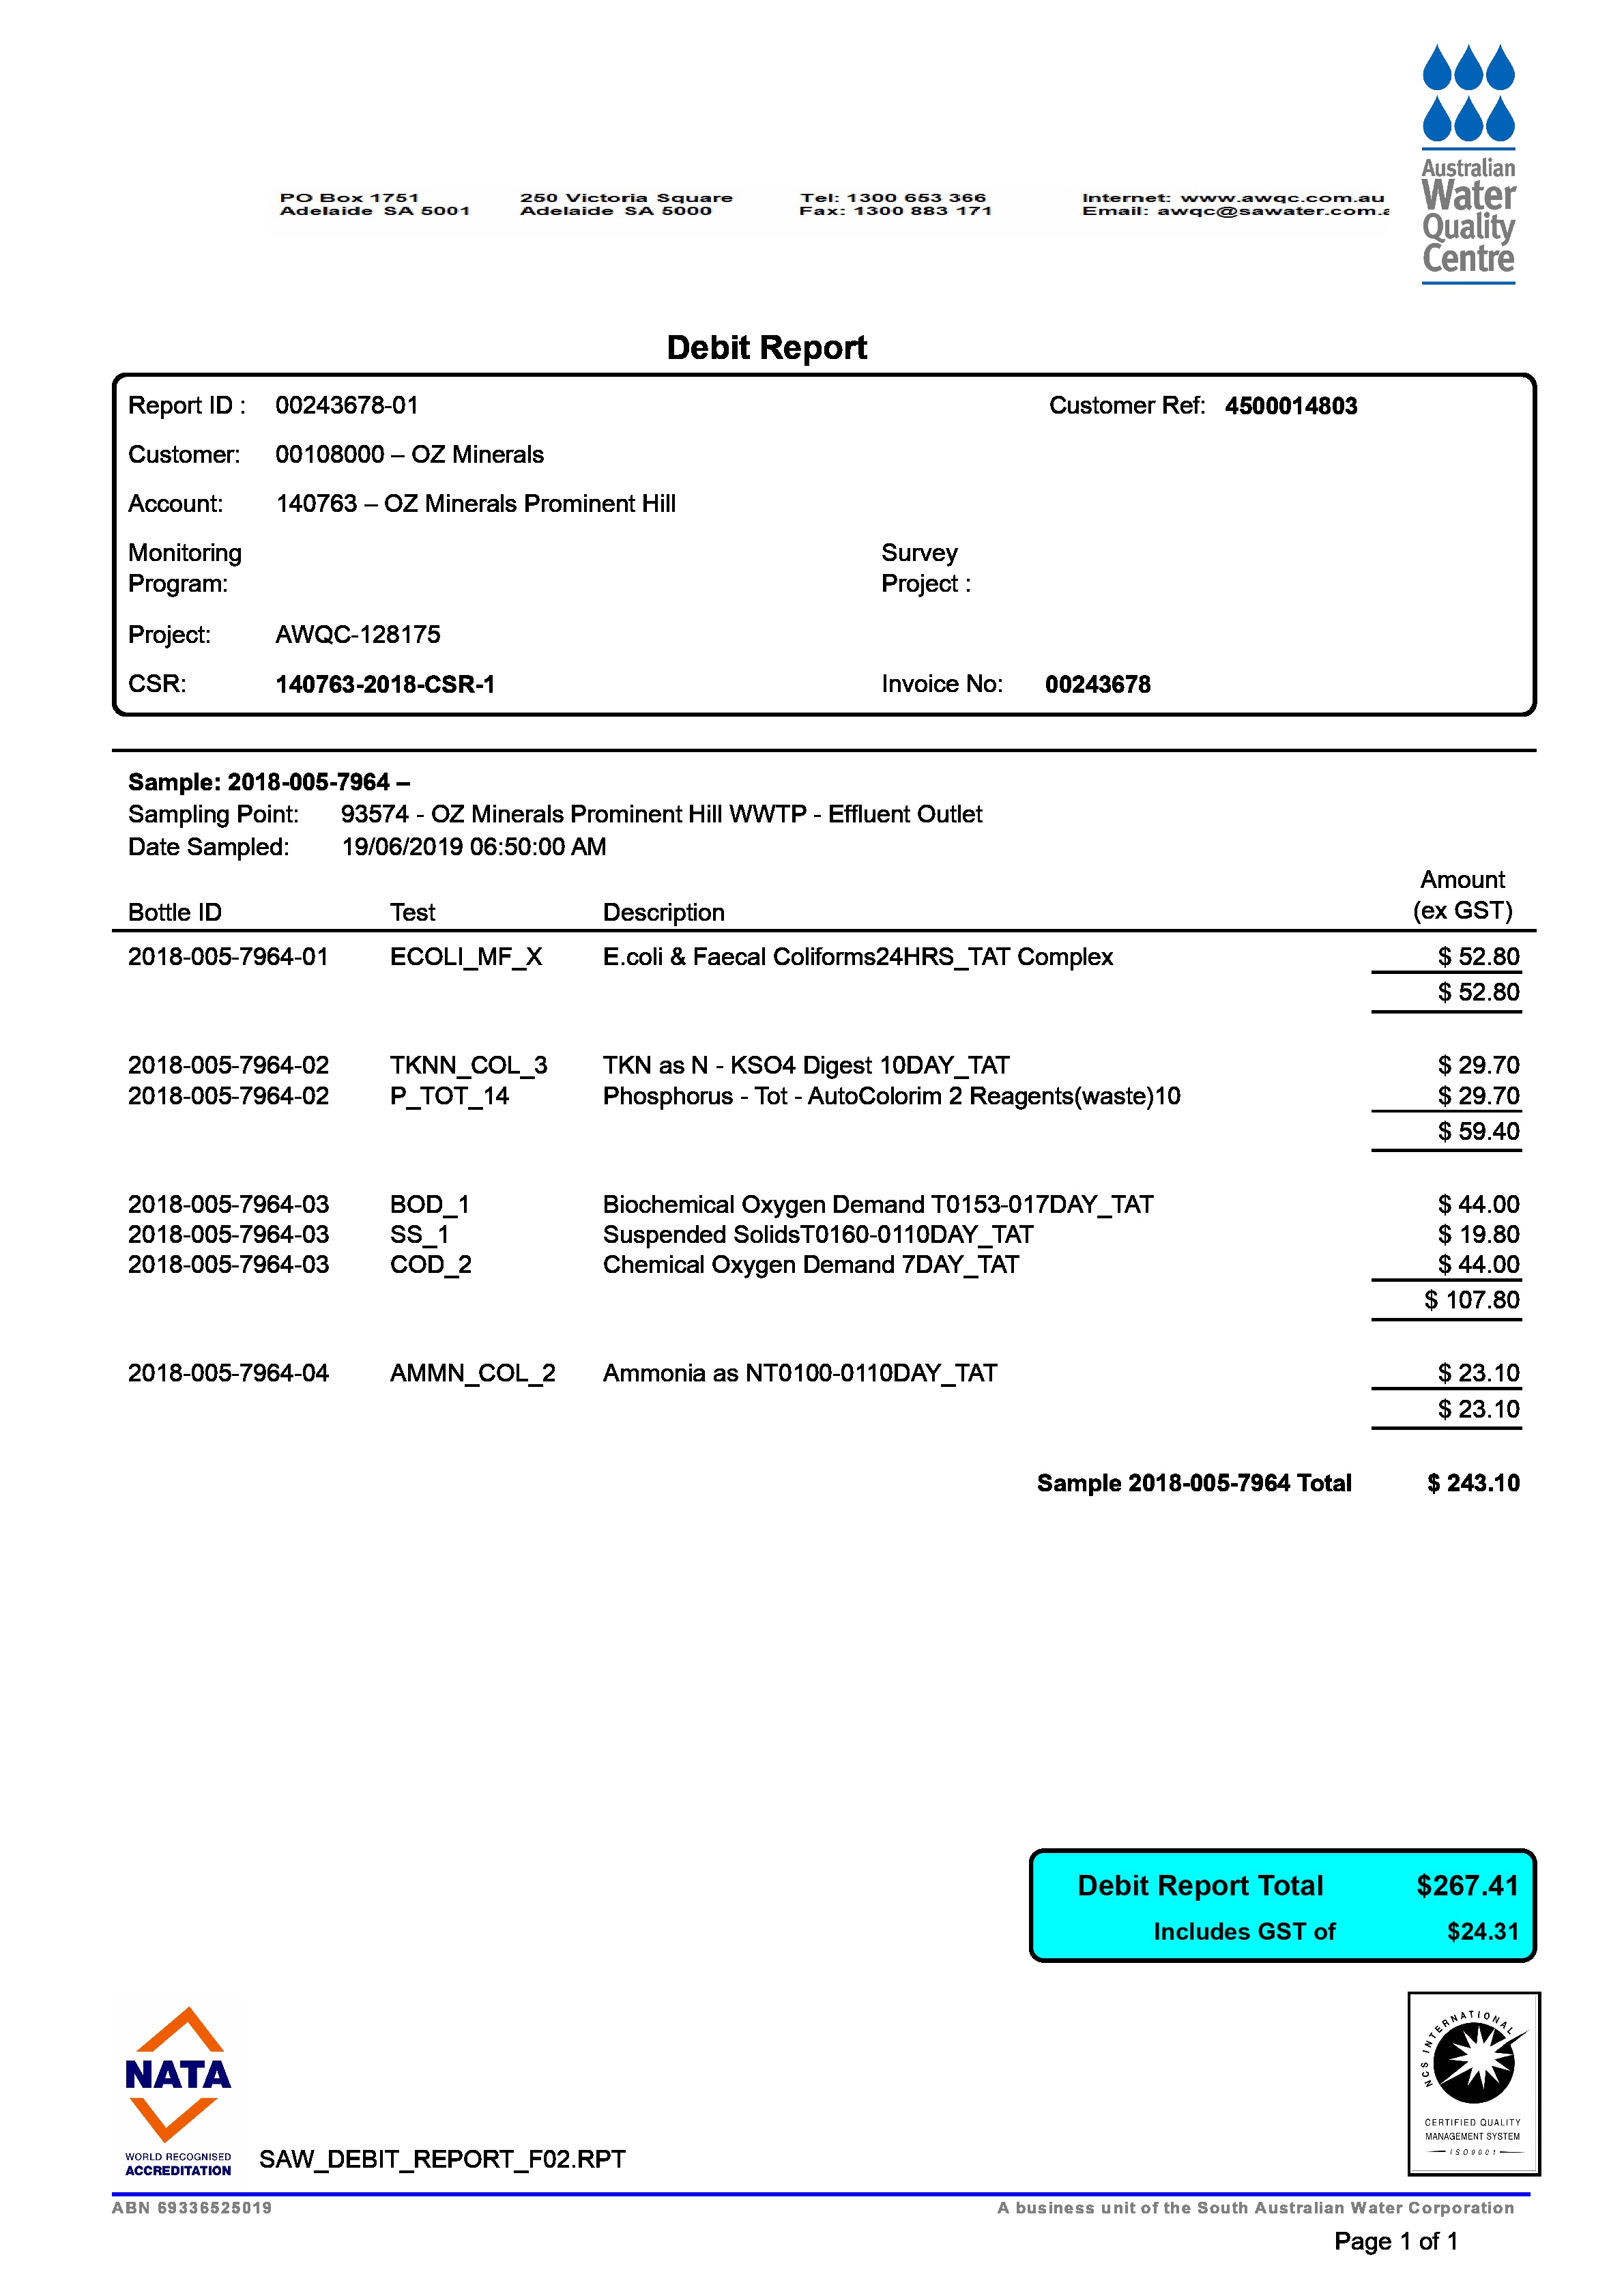 Australian
Water
Quality
Centre
PO Box 1751 250 Victoria Square Tel: 1300 653 366 Internet: www.awqc.com.au
Adelaide SA 5001 Adelaide SA 5000 Fax: 1300 883 171 Email: awqc@sawater.com.a
Debit Report
Report ID : 00243678-01 Customer Ref: 4500014803
Customer: 00108000 – OZ Minerals
Account: 140763 – OZ Minerals Prominent Hill
Monitoring Survey
Program: Project :
Project: AWQC-128175
CSR: 140763-2018-CSR-1 Invoice No: 00243678
Sample: 2018-005-7964 –
Sampling Point: 93574 - OZ Minerals Prominent Hill WWTP - Effluent Outlet
Date Sampled: 19/06/2019 06:50:00 AM
Amount
Bottle ID Test Description (ex GST)
2018-005-7964-01 ECOLI_MF_X E.coli & Faecal Coliforms24HRS_TAT Complex $ 52.80
$ 52.80
2018-005-7964-02 TKNN_COL_3 TKN as N - KSO4 Digest 10DAY_TAT $ 29.70
2018-005-7964-02 P_TOT_14 Phosphorus - Tot - AutoColorim 2 Reagents(waste)10 $ 29.70
$ 59.40
2018-005-7964-03 BOD_1 Biochemical Oxygen Demand T0153-017DAY_TAT $ 44.00
2018-005-7964-03 SS_1 Suspended SolidsT0160-0110DAY_TAT $ 19.80
2018-005-7964-03 COD_2 Chemical Oxygen Demand 7DAY_TAT $ 44.00
$ 107.80
2018-005-7964-04 AMMN_COL_2 Ammonia as NT0100-0110DAY_TAT $ 23.10
$ 23.10
Sample 2018-005-7964 Total $ 243.10
Debit Report Total $267.41
Includes GST of $24.31
NATA
WORLD RECOGNISED
ACCREDITATION
SAW_DEBIT_REPORT_F02.RPT
NCS INTERNATIONAL
CERTIFIED QUALITY
MANAGEMENT SYSTEM
ISO9001
ABN 69336525019 A business unit of the South Australian Water Corporation
Page 1 of 1